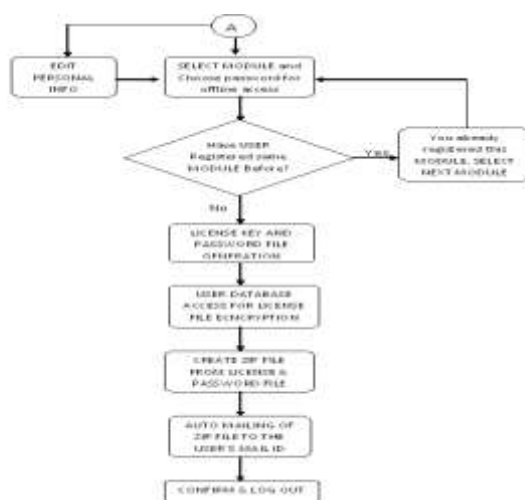 A
EDIT
PERSONAL
INFO
SELECT MODULE and
Choose password for
offline access
Have USER
Registered same
MODULE Before?
Yes
You already
registered this
MODULE, SELECT
NEXT MODULE
No
LICENSE KEY AND
PASSWORD FILE
GENERATION
USER DATABASE
ACCESS FOR LICENSE
FILE ECNCRYPTION
CREATE ZIP FILE
FROM LICENSE &
PASSWORD FILE
AUTO MAILING OF
ZIP FILE TO THE
USER'S MAIL ID
CONFIRM & LOG OUT